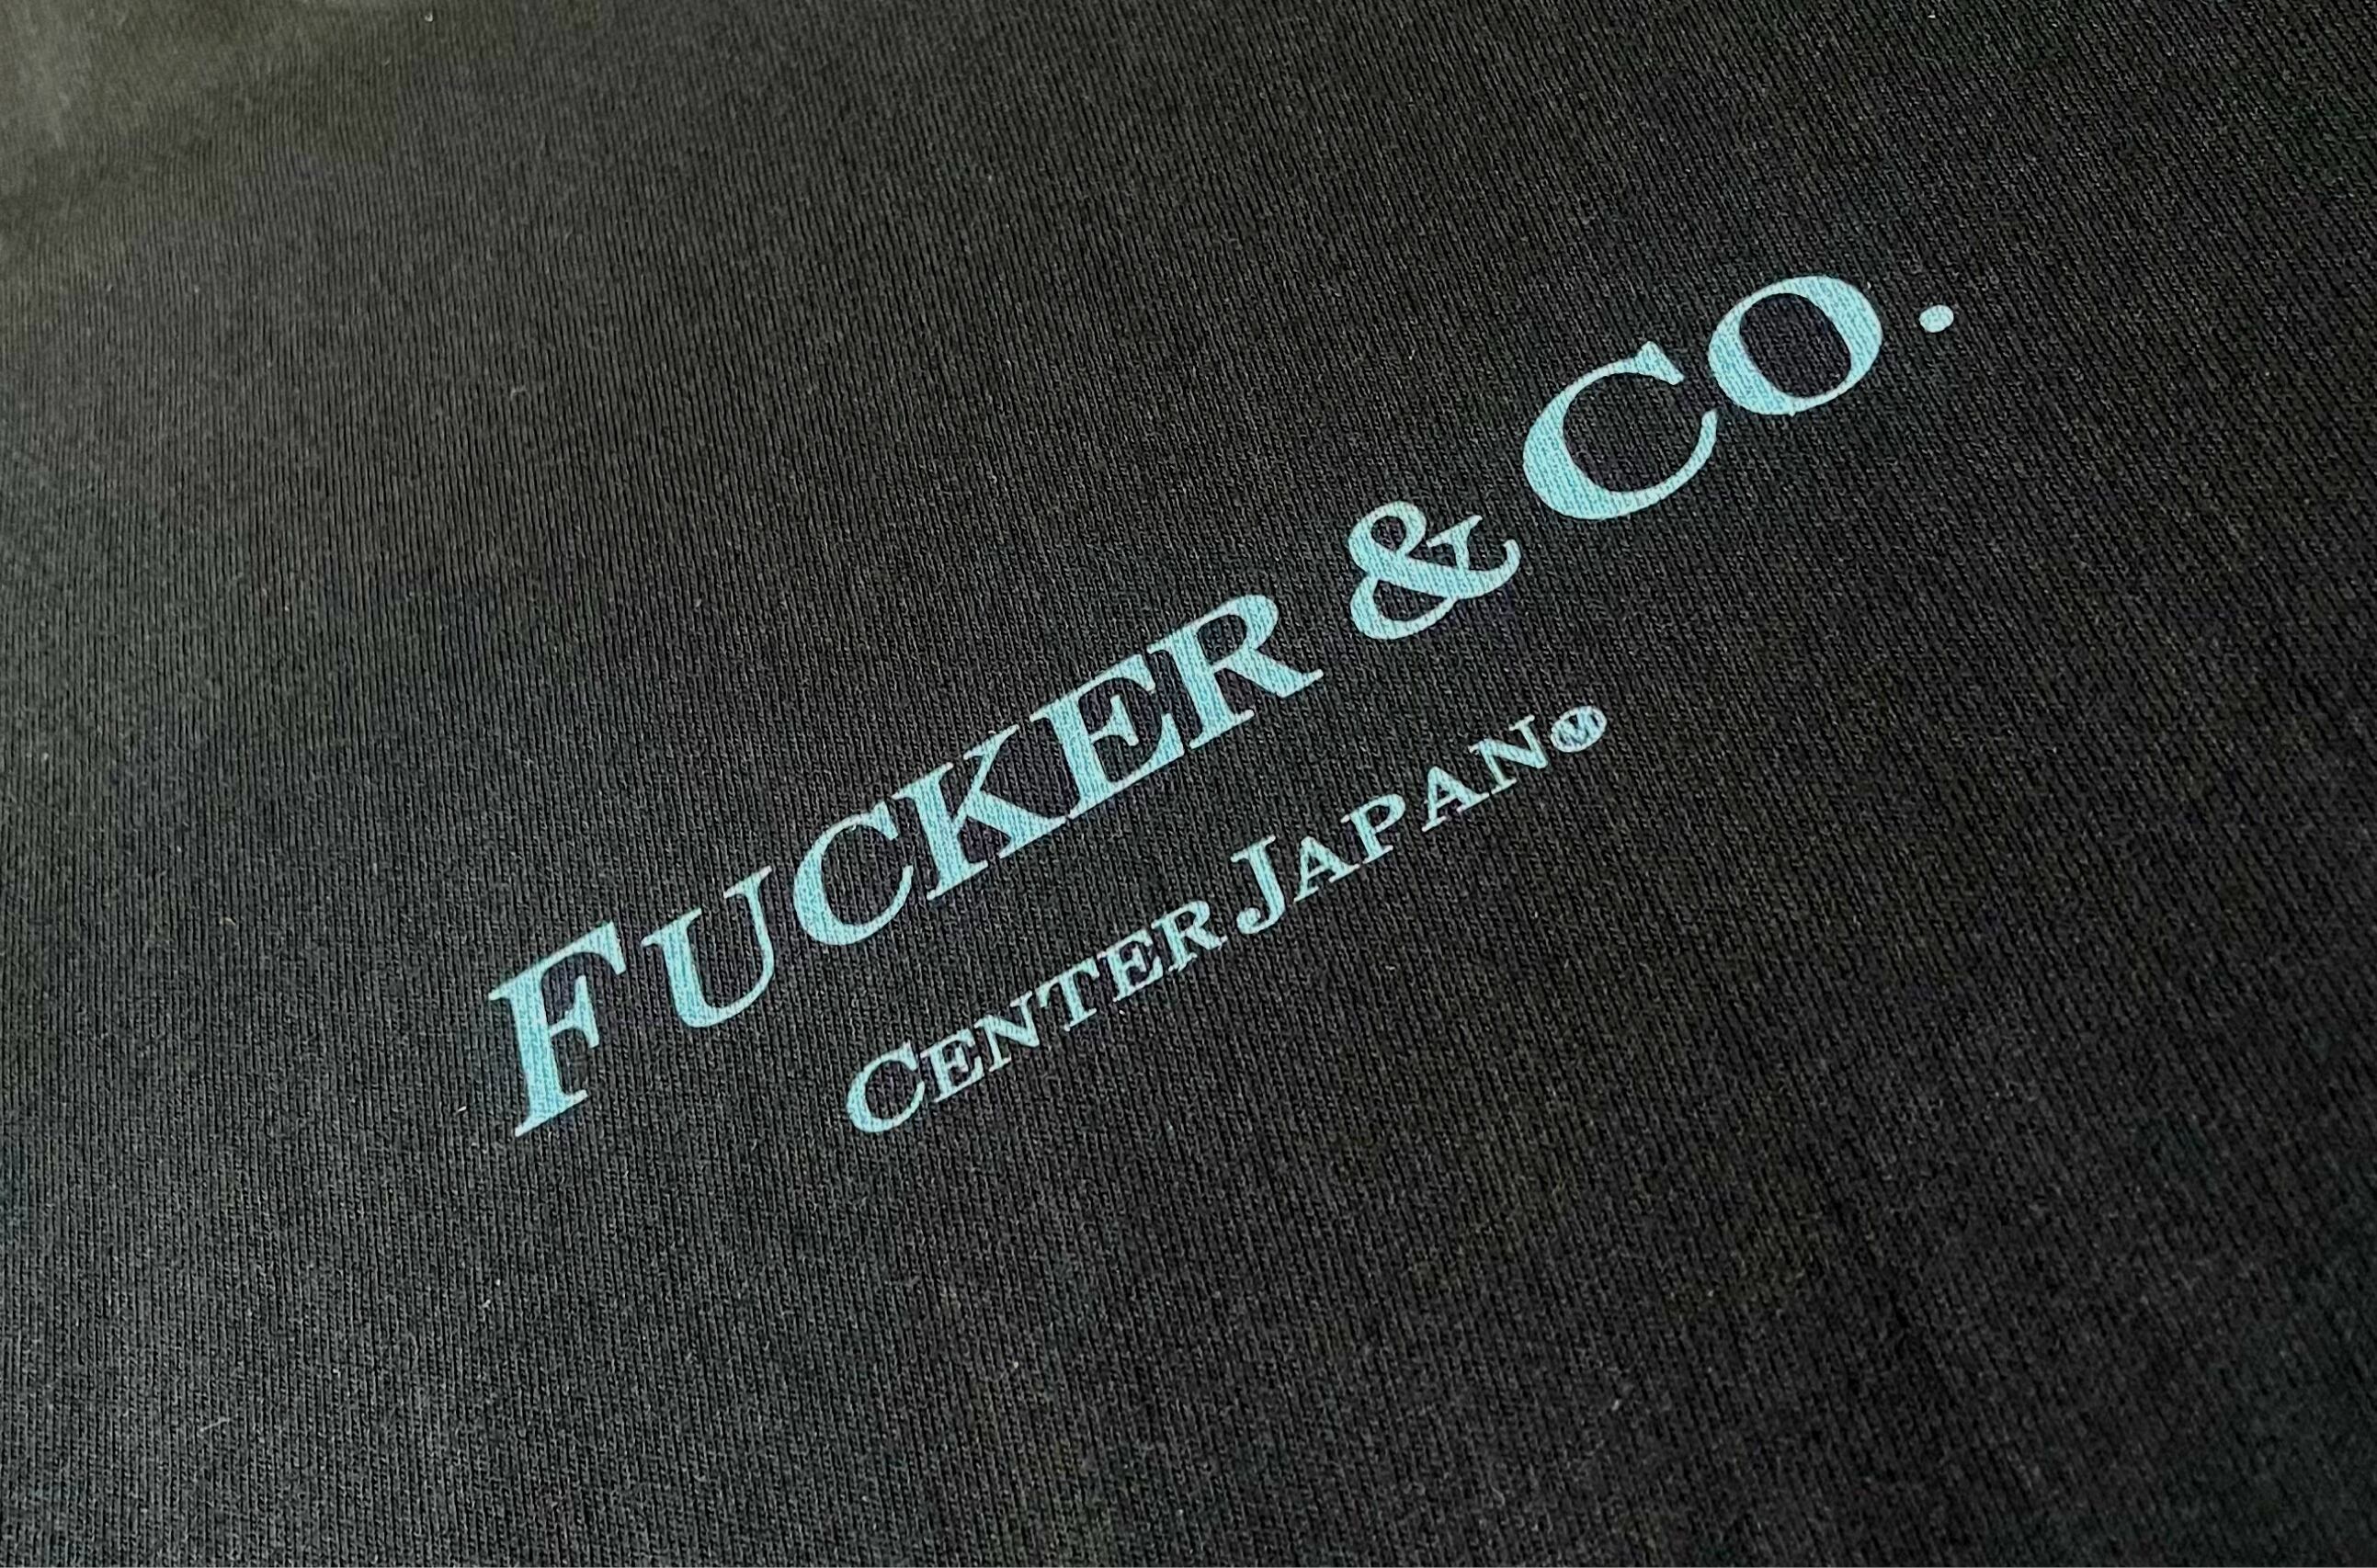 FUCKER & CO.
CENTER JAPAN Ⓜ